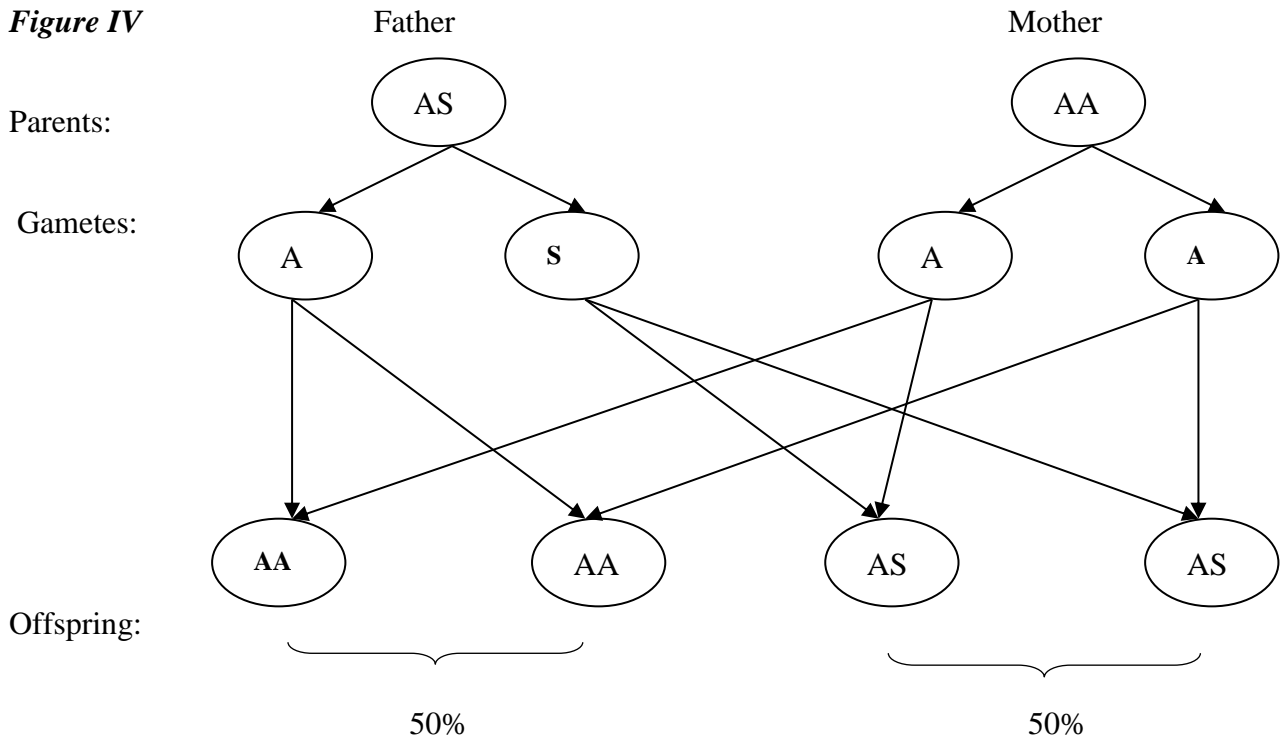 Figure IV Father Mother
AS AA
Parents:
Gametes:
A S A A
AA AA AS AS
Offspring:
50% 50%